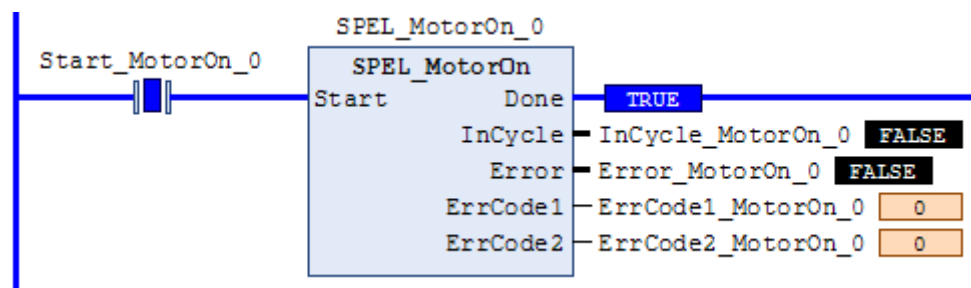 SPEL_MotorOn_0
Start_MotorOn_0
SPEL_MotorOn
Start Done TRUE
InCycle InCycle_MotorOn_0 FALSE
Error Error_MotorOn_0 FALSE
ErrCode1 ErrCode1_MotorOn_0 0
ErrCode2 ErrCode2_MotorOn_0 0